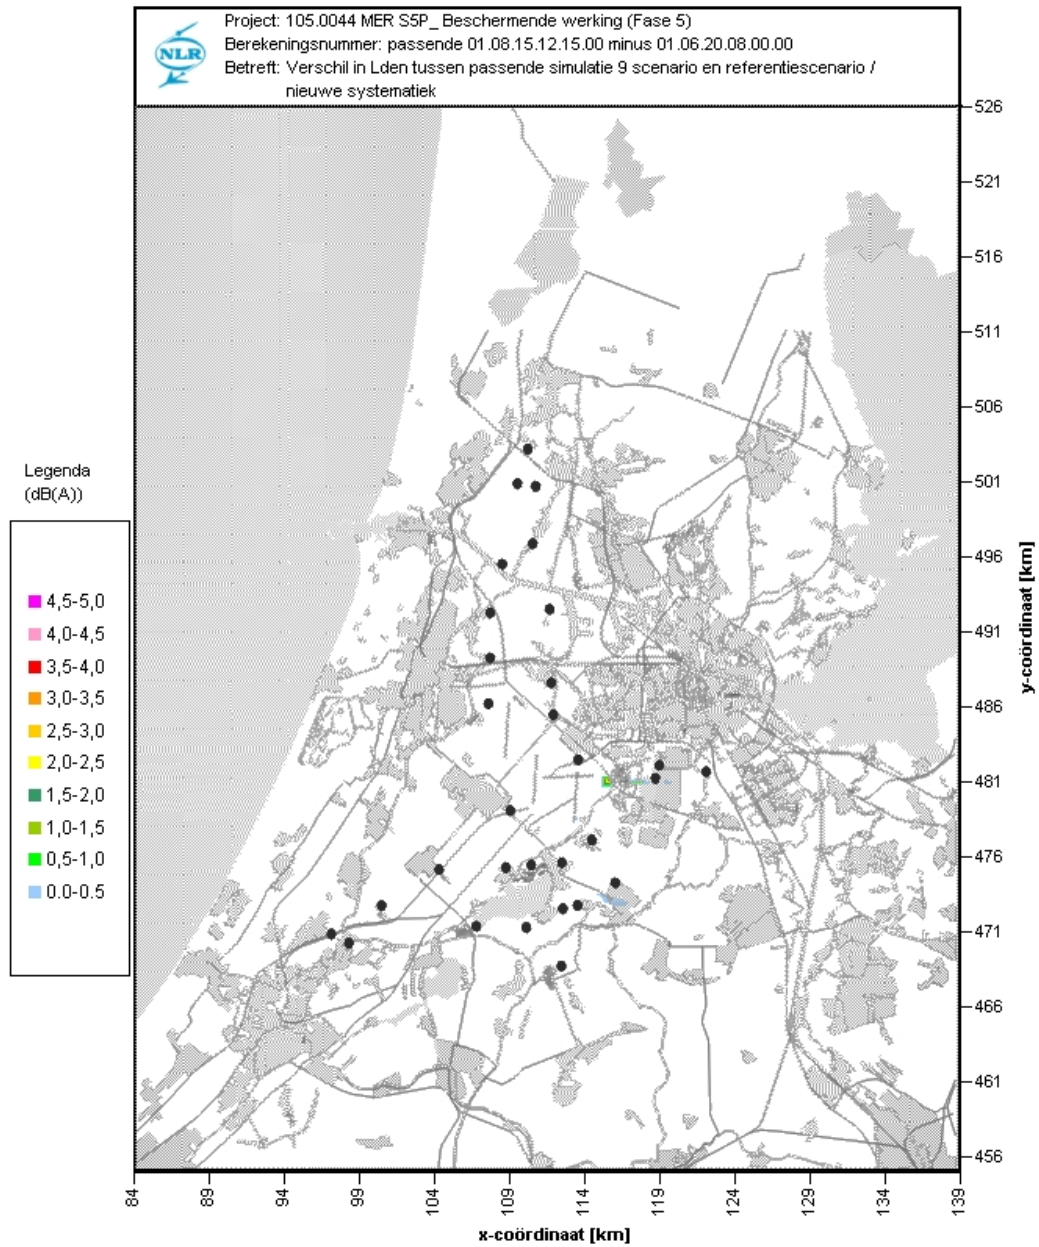 NLR
Project: 105.0044 MER S5P_ Beschermende werking (Fase 5)
Berekeningsnummer: passende 01.08.15.12.15.00 minus 01.06.20.08.00.00
Betreft: Verschil in Lden tussen passende simulatie 9 scenario en referentiescenario /
nieuwe systematiek
Legenda
(dB(A))
4,5-5,0
4,0-4,5
3,5-4,0
3,0-3,5
2,5-3,0
2,0-2,5
1,5-2,0
1,0-1,5
0,5-1,0
0.0-0.5
526
521
516
511
506
501
496
491
486
481
476
471
466
461
456
y-coördinaat [km]
84 89 94 99 104 109 114 119 124 129 134 139
x-coördinaat [km]